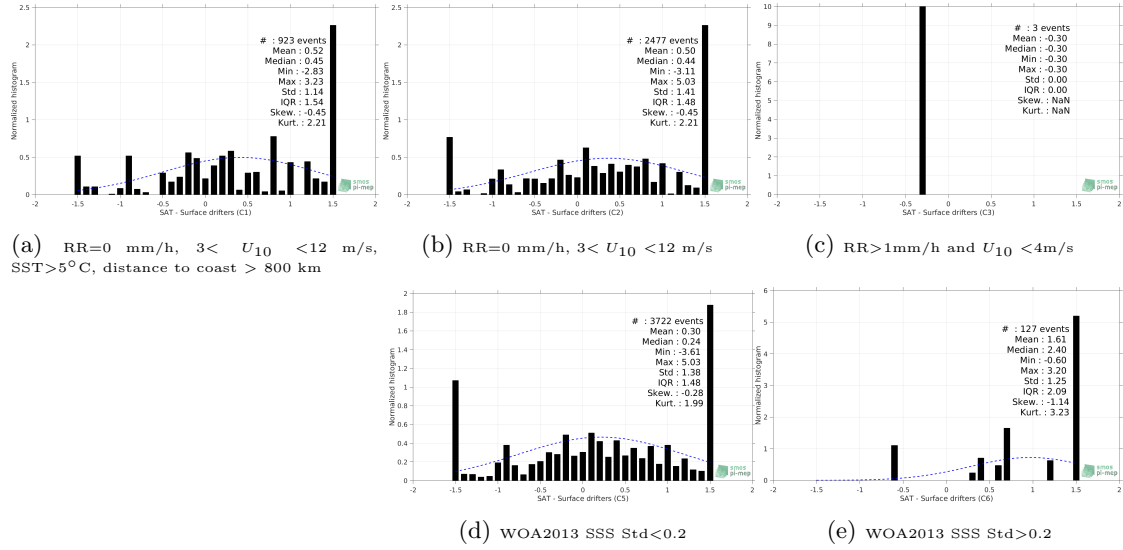 2.5
2
1.5
1
0.5
0
Normalized histogram
# : 923 events
Mean : 0.52
Median : 0.45
Min : -2.83
Max : 3.23
Std : 1.14
IQR : 1.54
Skew. : -0.45
Kurt. : 2.21
smos
pi-mep
-2 -1.5 -1 -0.5 0 0.5 1 1.5 2
SAT - Surface drifters (C1)
(a) RR=0 mm/h, 3< U10 <12 m/s,
SST>5°C, distance to coast > 800 km
2.5
2
1.5
1
0.5
0
Normalized histogram
# : 2477 events
Mean : 0.50
Median : 0.44
Min : -3.11
Max : 5.03
Std : 1.41
IQR : 1.48
Skew. : -0.45
Kurt. : 2.21
smos
pi-mep
-2 -1.5 -1 -0.5 0 0.5 1 1.5 2
SAT - Surface drifters (C2)
(b) RR=0 mm/h, 3< U10 <12 m/s
10
9
8
7
6
5
4
3
2
1
0
Normalized histogram
# : 3 events
Mean : -0.30
Median : -0.30
Min : -0.30
Max : -0.30
Std : 0.00
IQR : 0.00
Skew. : NaN
Kurt. : NaN
smos
pi-mep
-2 -1.5 -1 -0.5 0 0.5 1 1.5 2
SAT - Surface drifters (C3)
(c) RR>1mm/h and U10 <4m/s
2
1.8
1.6
1.4
1.2
1
0.8
0.6
0.4
0.2
0
Normalized histogram
# : 3722 events
Mean : 0.30
Median : 0.24
Min : -3.61
Max : 5.03
Std : 1.38
IQR : 1.48
Skew. : -0.28
Kurt. : 1.99
smos
pi-mep
-2 -1.5 -1 -0.5 0 0.5 1 1.5 2
SAT - Surface drifters (C5)
(d) WOA2013 SSS Std<0.2
6
5
4
3
2
1
0
Normalized histogram
# : 127 events
Mean : 1.61
Median : 2.40
Min : -0.60
Max : 3.20
Std : 1.25
IQR : 2.09
Skew. : -1.14
Kurt. : 3.23
smos
pi-mep
-2 -1.5 -1 -0.5 0 0.5 1 1.5 2
SAT - Surface drifters (C6)
(e) WOA2013 SSS Std>0.2